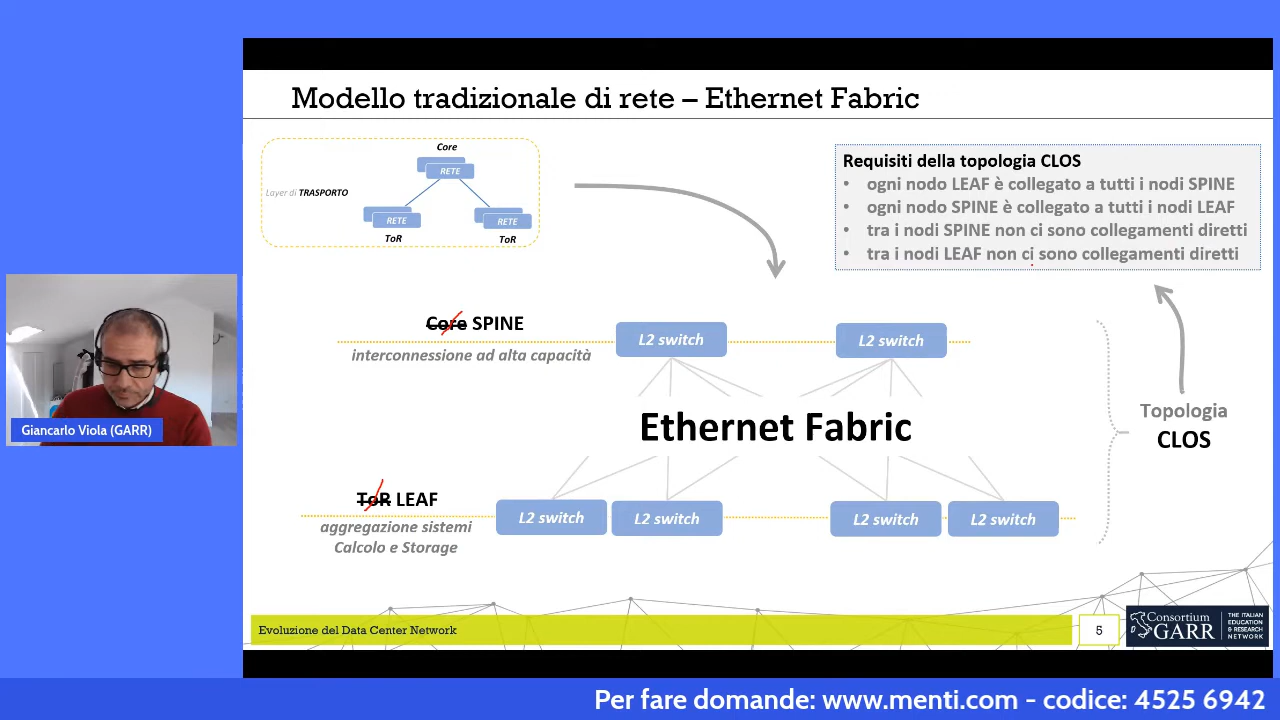 Modello tradizionale di rete – Ethernet Fabric
Core
RETE
Layer di TRASPORTO
RETE
RETE
ToR
ToR
Requisiti della topologia CLOS
• ogni nodo LEAF è collegato a tutti i nodi SPINE
• ogni nodo SPINE è collegato a tutti i nodi LEAF
• tra i nodi SPINE non ci sono collegamenti diretti
• tra i nodi LEAF non ci sono collegamenti diretti
Core SPINE
interconnessione ad alta capacità
L2 switch
L2 switch
Ethernet Fabric
Topologia
CLOS
ToR LEAF
aggregazione sistemi
Calcolo e Storage
L2 switch
L2 switch
L2 switch
L2 switch
Giancarlo Viola (GARR)
Evoluzione del Data Center Network
5
Consortium
GARR
THE ITALIAN
EDUCATION
& RESEARCH
NETWORK
Per fare domande: www.menti.com - codice: 4525 6942